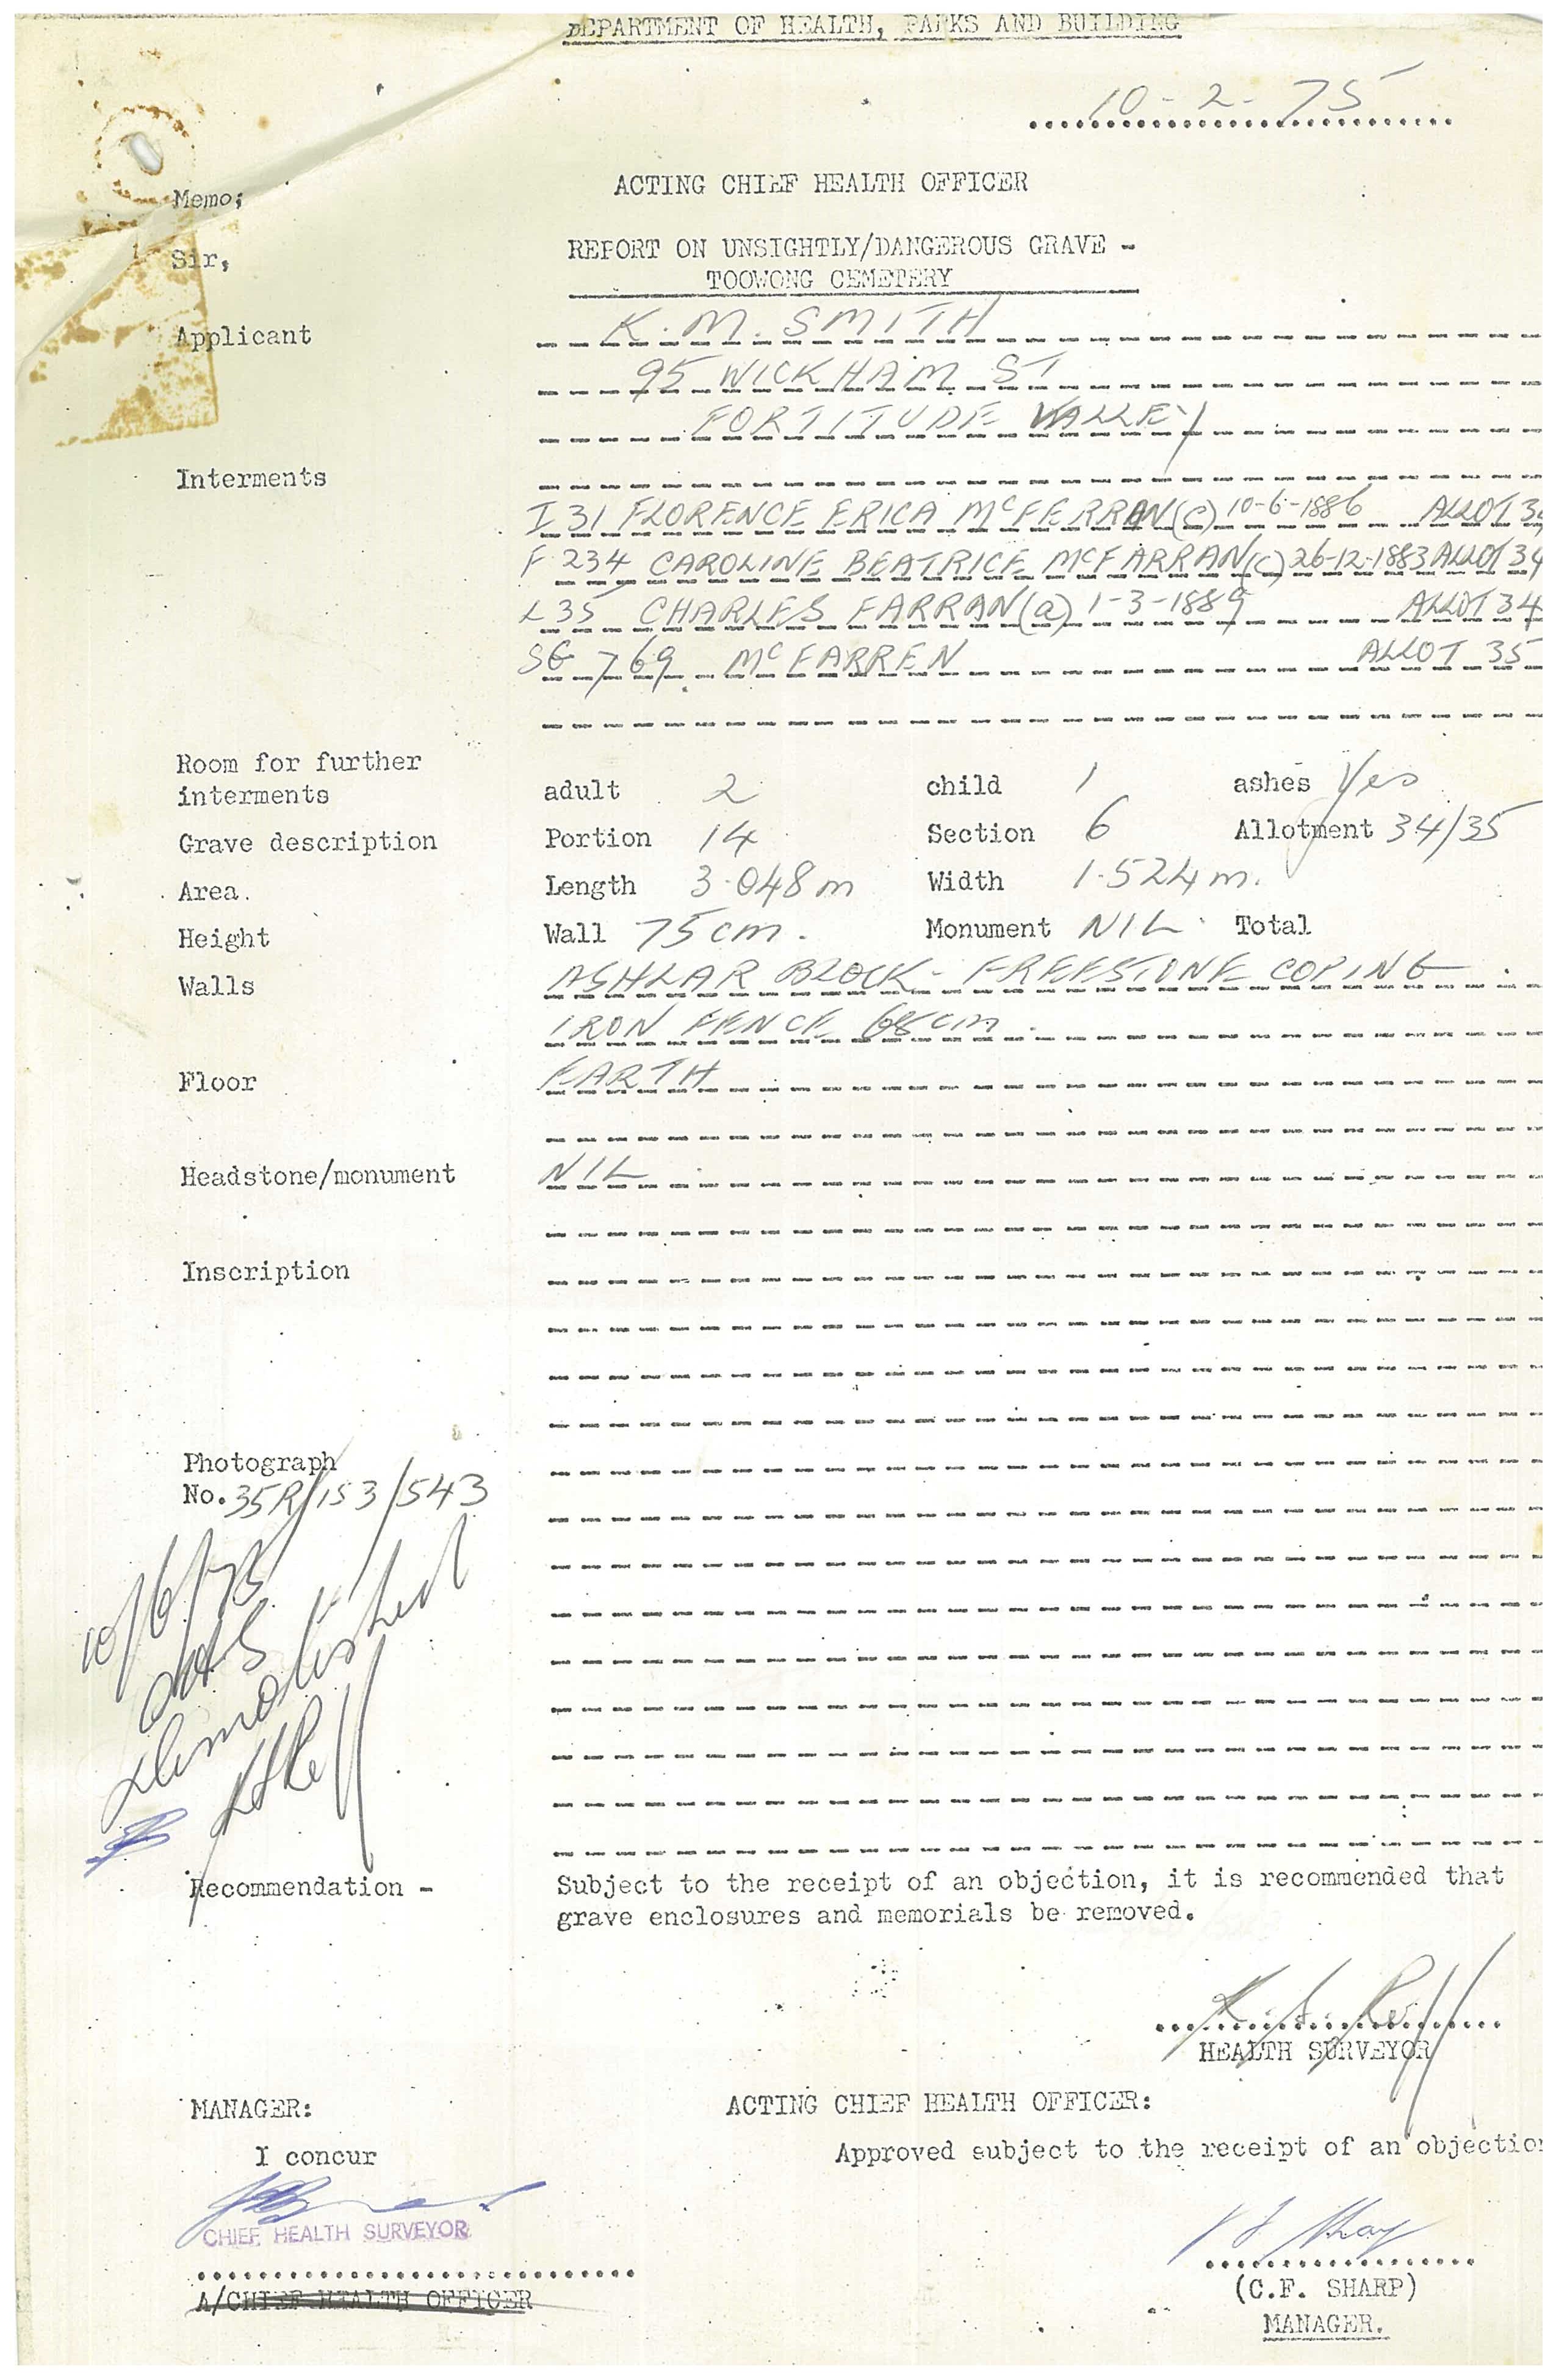 DEPARTMENT OF HEALTH, PARKS AND BUILDING
10-2-75
ACTING CHIEF HEALTH OFFICER
Memo;
Sir,
REPORT ON UNSIGHTLY/DANGEROUS GRAVE -
TOOWONG CEMETERY
Applicant K. M. SMITH
95 WICKHAM ST
FORTITUDE VALLEY
Interments
I 31 FLORENCE ERICA McFERRAN (C) 10-6-1886 ALLOT 34
F 234 CAROLINE BEATRICE McFARRAN (C) 26-12-1883 ALLOT 34
L 35 CHARLES FARRAN (a) 1-3-1889 ALLOT 34
SG 769 McFARREN ALLOT 35
Room for further
interments adult 2 child 1 ashes Yes
Grave description Portion 14 Section 6 Allotment 34/35
Area. Length 3.048m Width 1.524m.
Height Wall 75cm. Monument NIL Total
Walls ASHLAR BLOCK - FREESTONE COPING
IRON FENCE 68cm.
Floor EARTH
Headstone/monument NIL
Inscription
Photograph
No. 35R/153/543
10/6/75
demolished
Recommendation - Subject to the receipt of an objection, it is recommended that
grave enclosures and memorials be removed.
HEALTH SURVEYOR
MANAGER: ACTING CHIEF HEALTH OFFICER:
I concur Approved subject to the receipt of an objection
CHIEF HEALTH SURVEYOR
A/CHIEF HEALTH OFFICER
(C.F. SHARP)
MANAGER.